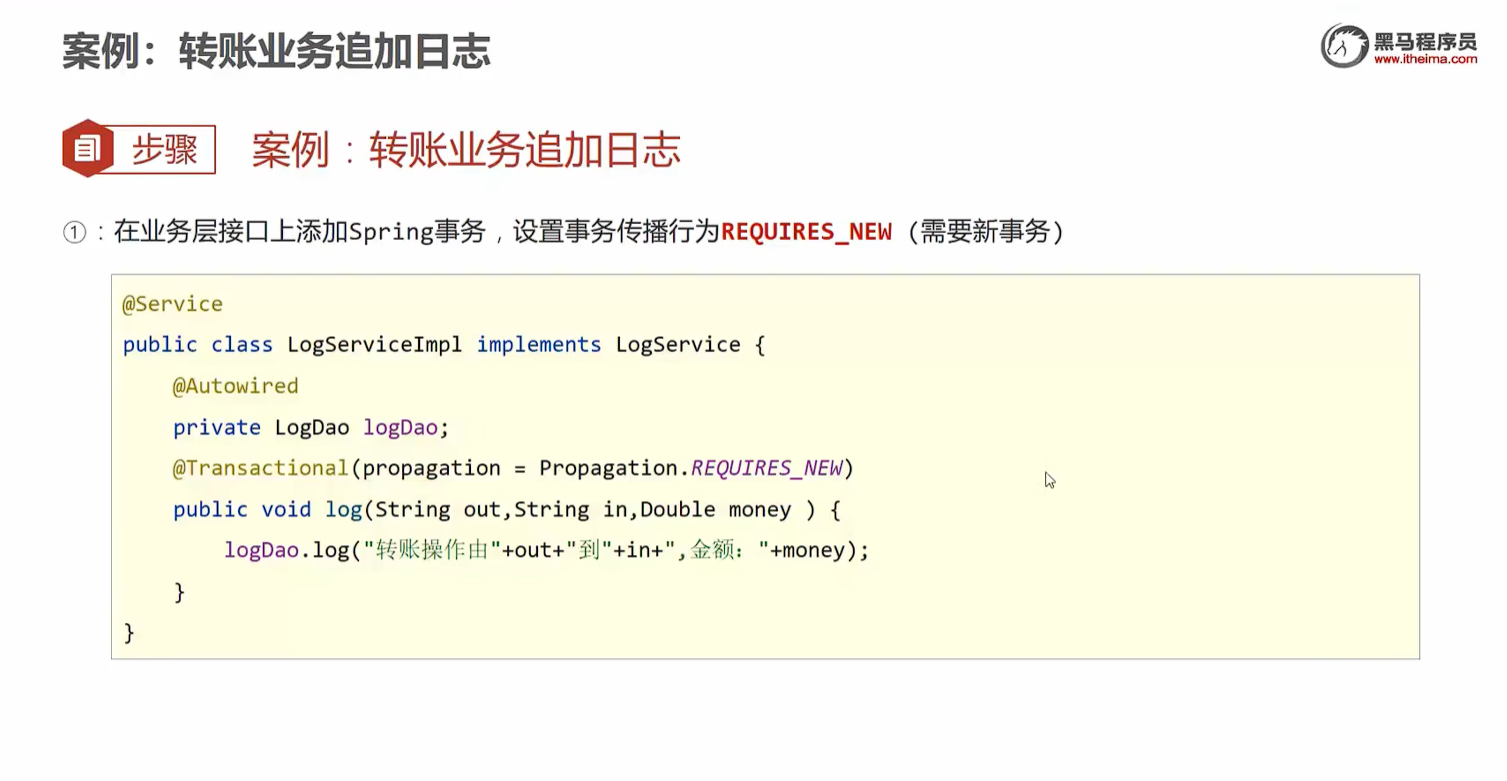 案例：转账业务追加日志
黑马程序员
www.itheima.com
步骤
案例：转账业务追加日志
①：在业务层接口上添加Spring事务，设置事务传播行为REQUIRES_NEW（需要新事务）
@Service
public class LogServiceImpl implements LogService {
    @Autowired
    private LogDao logDao;
    @Transactional(propagation = Propagation.REQUIRES_NEW)
    public void log(String out,String in,Double money ) {
        logDao.log("转账操作由"+out+"到"+in+",金额："+money);
    }
}